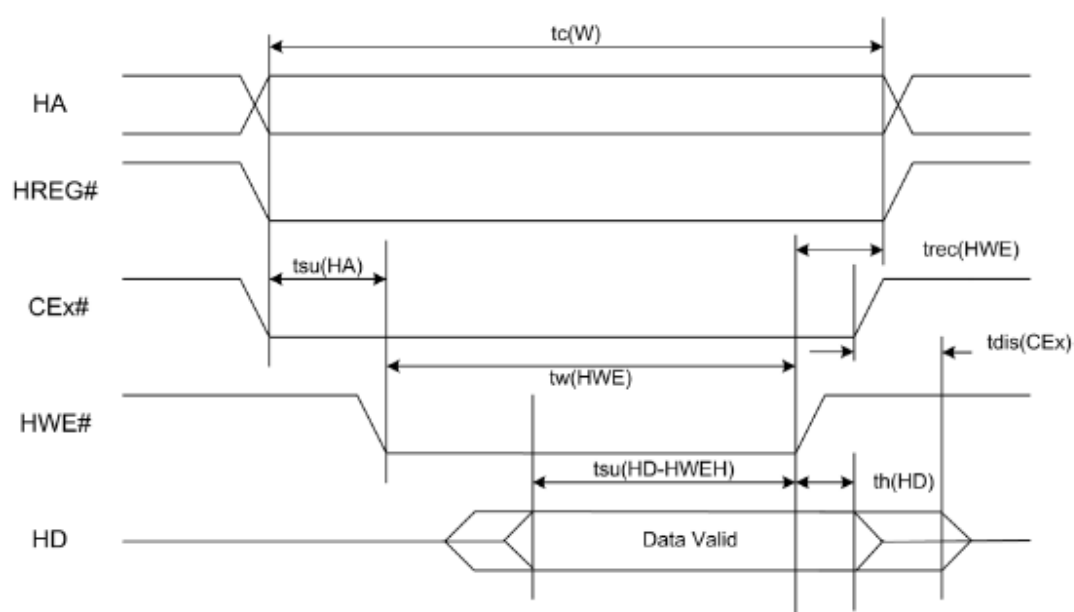 tc(W)
HA
HREG#
trec(HWE)
tsu(HA)
CEx#
tdis(CEx)
tw(HWE)
HWE#
tsu(HD-HWEH)
th(HD)
HD
Data Valid